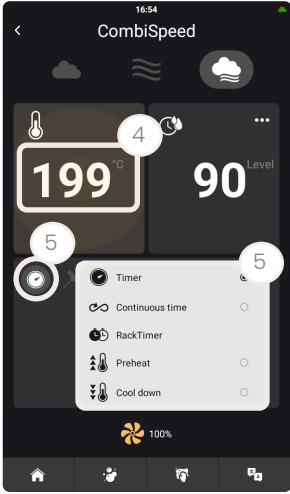 16:54
CombiSpeed
4
199 °C
90 Level
5
5
Timer
Continuous time
RackTimer
Preheat
Cool down
100%